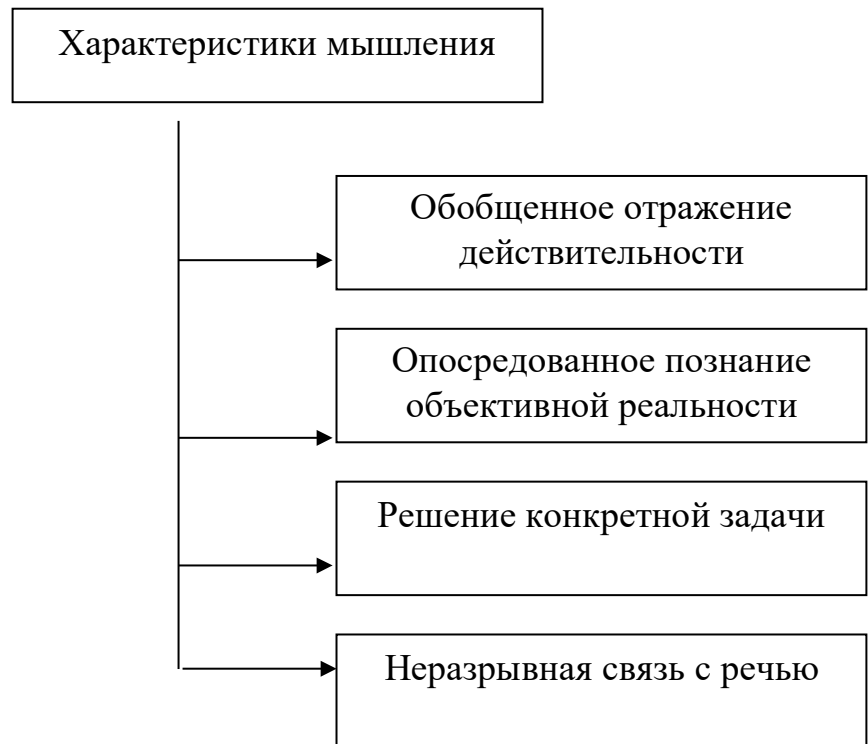 Характеристики мышления
Обобщенное отражение
действительности
Опосредованное познание
объективной реальности
Решение конкретной задачи
Неразрывная связь с речью